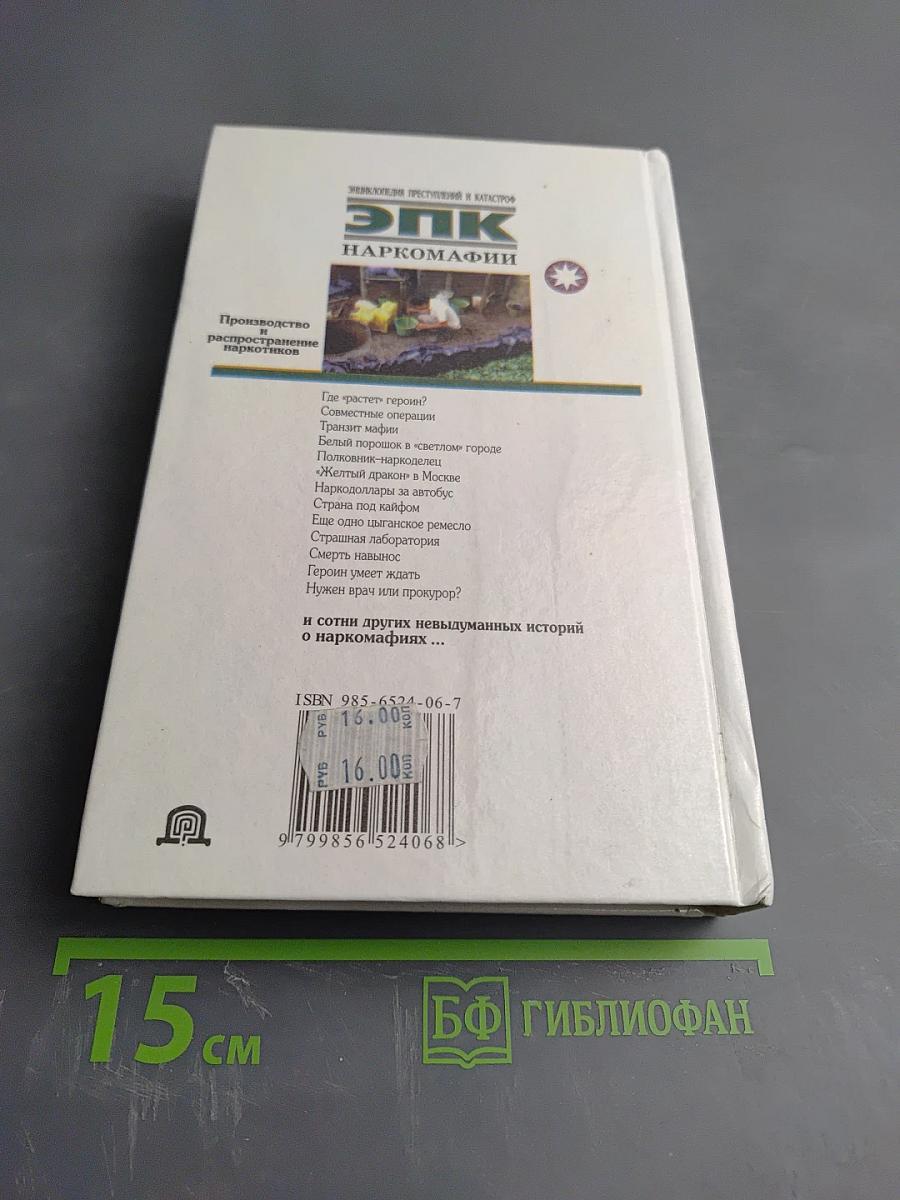 ЭНЦИКЛОПЕДИЯ ПРЕСТУПЛЕНИЙ И КАТАСТРОФ
ЭПК
НАРКОМАФИИ
Производство
и
распространение
наркотиков
Где «растет» героин?
Совместные операции
Транзит мафии
Белый порошок в «светлом» городе
Полковник-наркоделец
«Желтый дракон» в Москве
Наркодоллары за автобус
Страна под кайфом
Еще одно цыганское ремесло
Страшная лаборатория
Смерть навынос
Героин умеет ждать
Нужен врач или прокурор?
и сотни других невыдуманных историй
о наркомафиях ...
ISBN 985-6524-06-7
РУБ 16.00 КОП
РУБ 16.00 КОП
9 799856 524068 >
15 см
БФ ГИБЛИОФАН